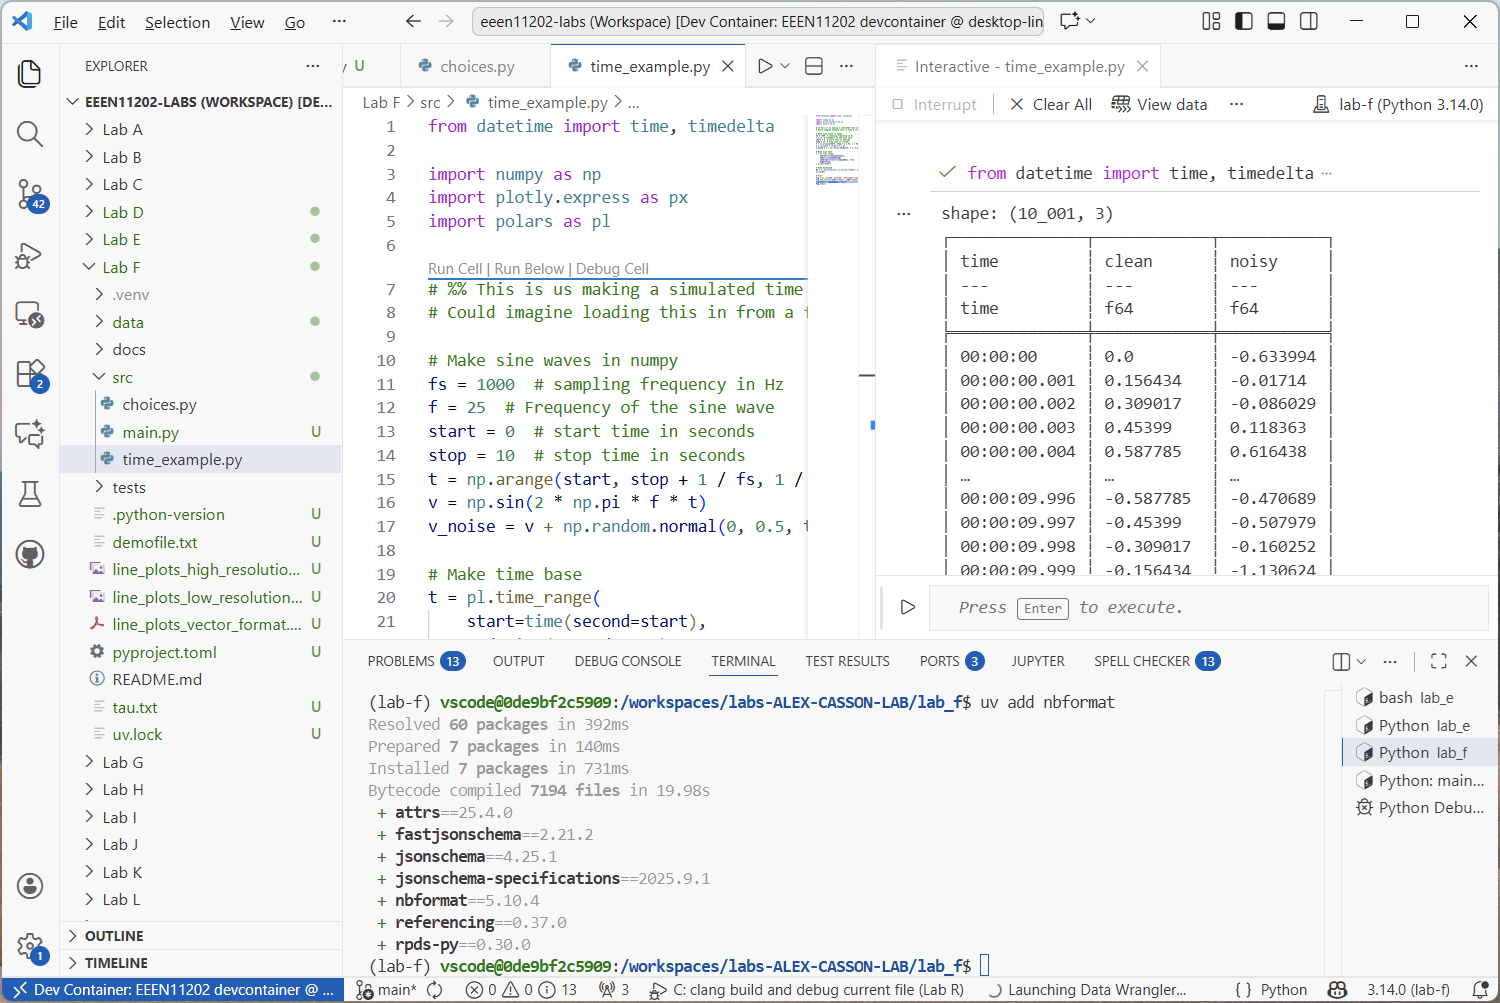 File Edit Selection View Go ···
eeen11202-labs (Workspace) [Dev Container: EEEN11202 devcontainer @ desktop-lin
EXPLORER ···
EEEN11202-LABS (WORKSPACE) [DE...
Lab A
Lab B
Lab C
Lab D
Lab E
Lab F
.venv
data
docs
src
choices.py
main.py U
time_example.py
tests
.python-version U
demofile.txt U
line_plots_high_resolutio... U
line_plots_low_resolution... U
line_plots_vector_format.... U
pyproject.toml U
README.md
tau.txt U
uv.lock U
Lab G
Lab H
Lab I
Lab J
Lab K
Lab L
OUTLINE
TIMELINE
42
2
1
y U choices.py time_example.py
Lab F > src > time_example.py > ...
1 from datetime import time, timedelta
2
3 import numpy as np
4 import plotly.express as px
5 import polars as pl
6
Run Cell | Run Below | Debug Cell
7 # %% This is us making a simulated time
8 # Could imagine loading this in from a f
9
10 # Make sine waves in numpy
11 fs = 1000 # sampling frequency in Hz
12 f = 25 # Frequency of the sine wave
13 start = 0 # start time in seconds
14 stop = 10 # stop time in seconds
15 t = np.arange(start, stop + 1 / fs, 1 /
16 v = np.sin(2 * np.pi * f * t)
17 v_noise = v + np.random.normal(0, 0.5, t
18
19 # Make time base
20 t = pl.time_range(
21 start=time(second=start),
Interactive - time_example.py
Interrupt Clear All View data ··· lab-f (Python 3.14.0)
from datetime import time, timedelta ···
shape: (10_001, 3)
time clean noisy
--- --- ---
time f64 f64
00:00:00 0.0 -0.633994
00:00:00.001 0.156434 -0.01714
00:00:00.002 0.309017 -0.086029
00:00:00.003 0.45399 0.118363
00:00:00.004 0.587785 0.616438
… … …
00:00:09.996 -0.587785 -0.470689
00:00:09.997 -0.45399 -0.507979
00:00:09.998 -0.309017 -0.160252
00:00:09.999 -0.156434 -1.130624
Press Enter to execute.
PROBLEMS 13 OUTPUT DEBUG CONSOLE TERMINAL TEST RESULTS PORTS 3 JUPYTER SPELL CHECKER 13
(lab-f) vscode@0de9bf2c5909:/workspaces/labs-ALEX-CASSON-LAB/lab_f$ uv add nbformat
Resolved 60 packages in 392ms
Prepared 7 packages in 140ms
Installed 7 packages in 731ms
Bytecode compiled 7194 files in 19.98s
+ attrs==25.4.0
+ fastjsonschema==2.21.2
+ jsonschema==4.25.1
+ jsonschema-specifications==2025.9.1
+ nbformat==5.10.4
+ referencing==0.37.0
+ rpds-py==0.30.0
(lab-f) vscode@0de9bf2c5909:/workspaces/labs-ALEX-CASSON-LAB/lab_f$
bash lab_e
Python lab_e
Python lab_f
Python: main...
Python Debu...
Dev Container: EEEN11202 devcontainer @ ... main* 0 0 13 3 C: clang build and debug current file (Lab R) Launching Data Wrangler... { } Python 3.14.0 (lab-f)